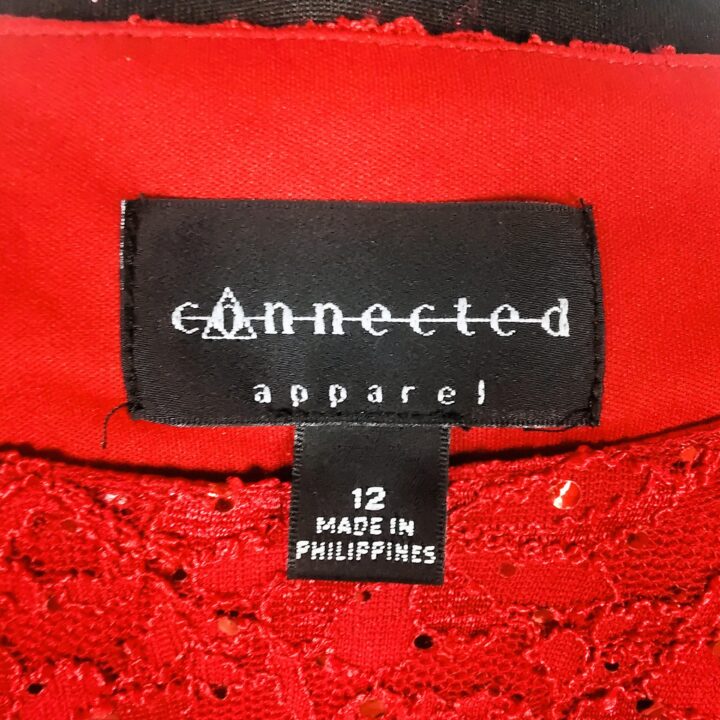 connected
apparel
12
MADE IN
PHILIPPINES